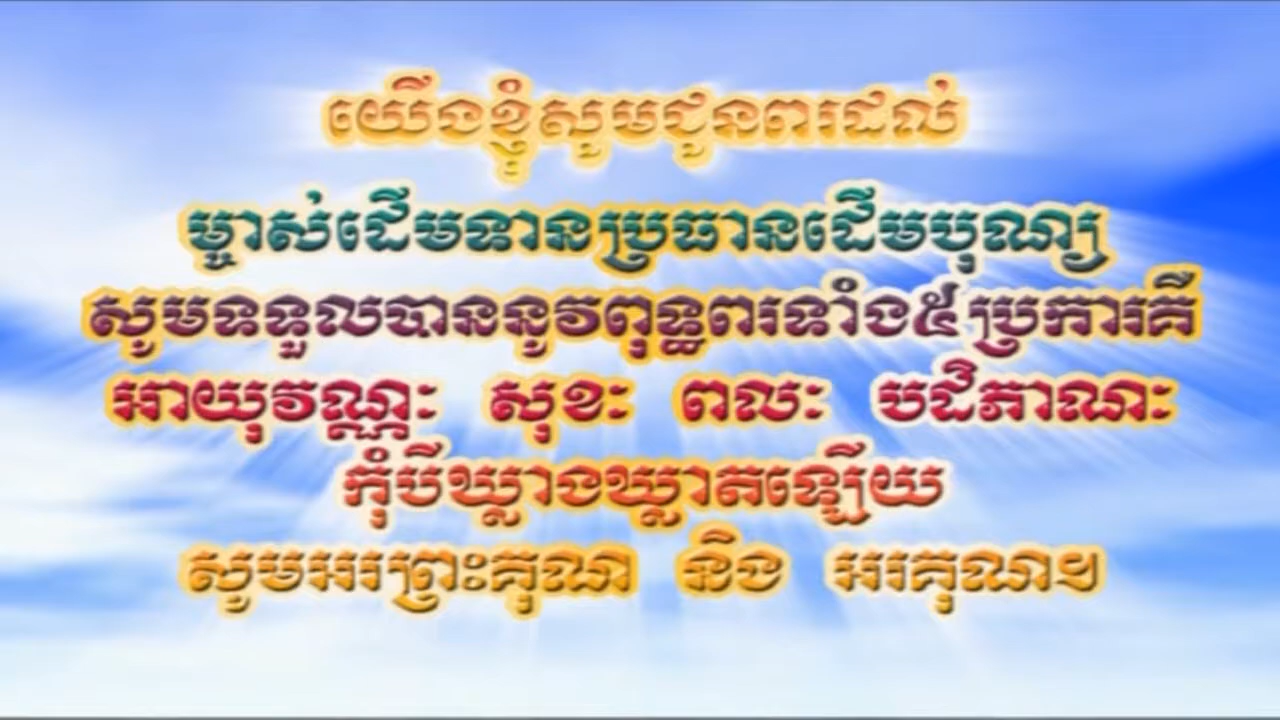 យើងខ្ញុំសូមជូនពរដល់
ម្ចាស់ដើមទានប្រធានដើមបុណ្យ
សូមទទួលបាននូវពុទ្ធពរទាំង៥ប្រការគឺ
អាយុវណ្ណៈ សុខៈ ពលៈ បដិភាណៈ
កុំបីឃ្លាងឃ្លាតឡើយ
សូមអរព្រះគុណ និង អរគុណ។